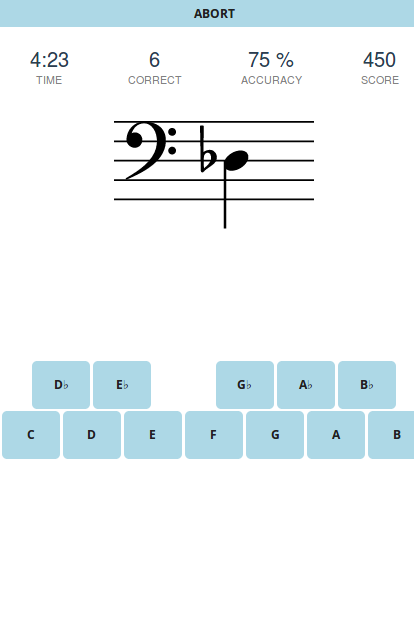 ABORT
4:23 6 75 % 450
TIME CORRECT ACCURACY SCORE
D♭ E♭ G♭ A♭ B♭
C D E F G A B